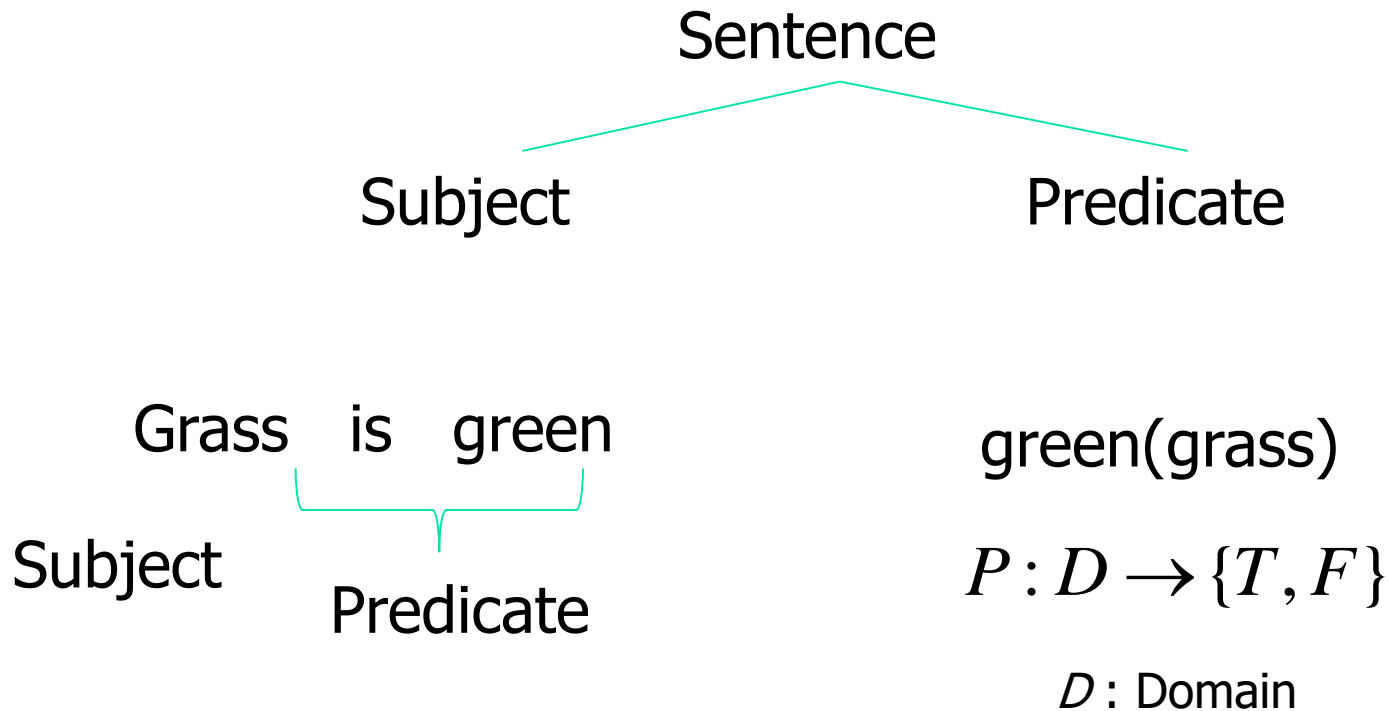 Sentence
Subject Predicate
Grass is green
green(grass)
Subject
Predicate
P : D → {T, F}
D : Domain